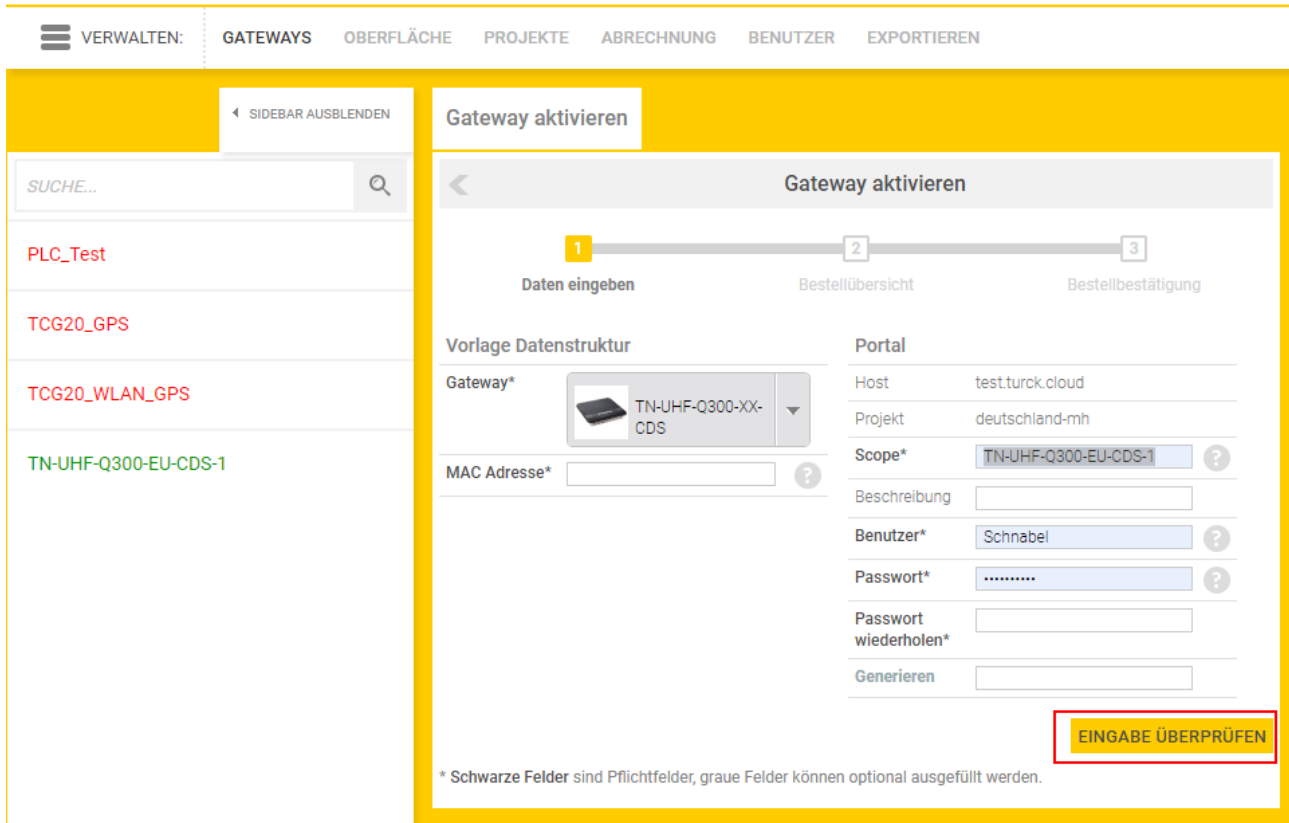 VERWALTEN: GATEWAYS OBERFLÄCHE PROJEKTE ABRECHNUNG BENUTZER EXPORTIEREN
SIDEBAR AUSBLENDEN
SUCHE...
PLC_Test
TCG20_GPS
TCG20_WLAN_GPS
TN-UHF-Q300-EU-CDS-1
Gateway aktivieren
Gateway aktivieren
1 2 3
Daten eingeben Bestellübersicht Bestellbestätigung
Vorlage Datenstruktur
Gateway* TN-UHF-Q300-XX-
CDS
MAC Adresse* ?
Portal
Host test.turck.cloud
Projekt deutschland-mh
Scope* TN-UHF-Q300-EU-CDS-1 ?
Beschreibung
Benutzer* Schnabel ?
Passwort* •••••••••• ?
Passwort
wiederholen*
Generieren
EINGABE ÜBERPRÜFEN
* Schwarze Felder sind Pflichtfelder, graue Felder können optional ausgefüllt werden.